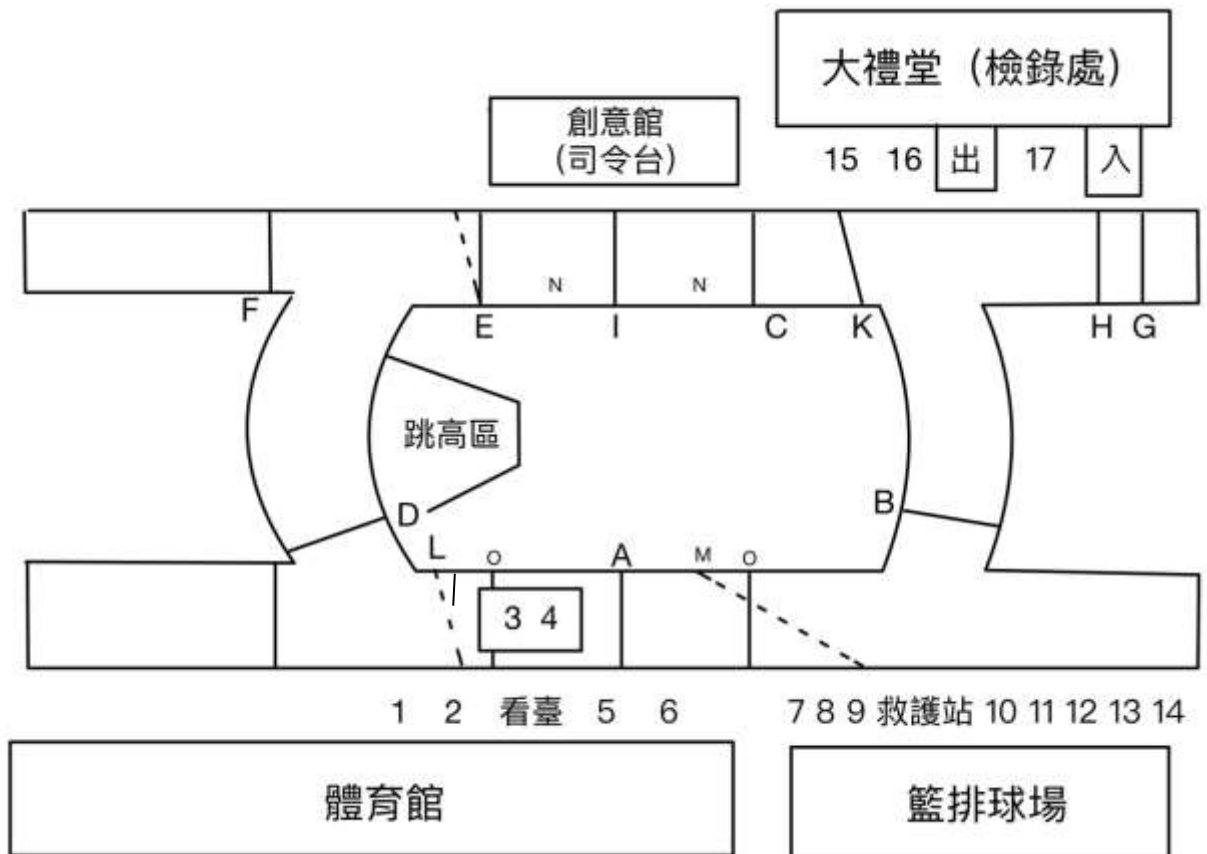 大禮堂（檢錄處）
創意館
(司令台)
15 16 出 17 入
N N
F E I C K H G
跳高區
D B
L O A M O
3 4
1 2 看臺 5 6 7 8 9 救護站 10 11 12 13 14
體育館 籃排球場